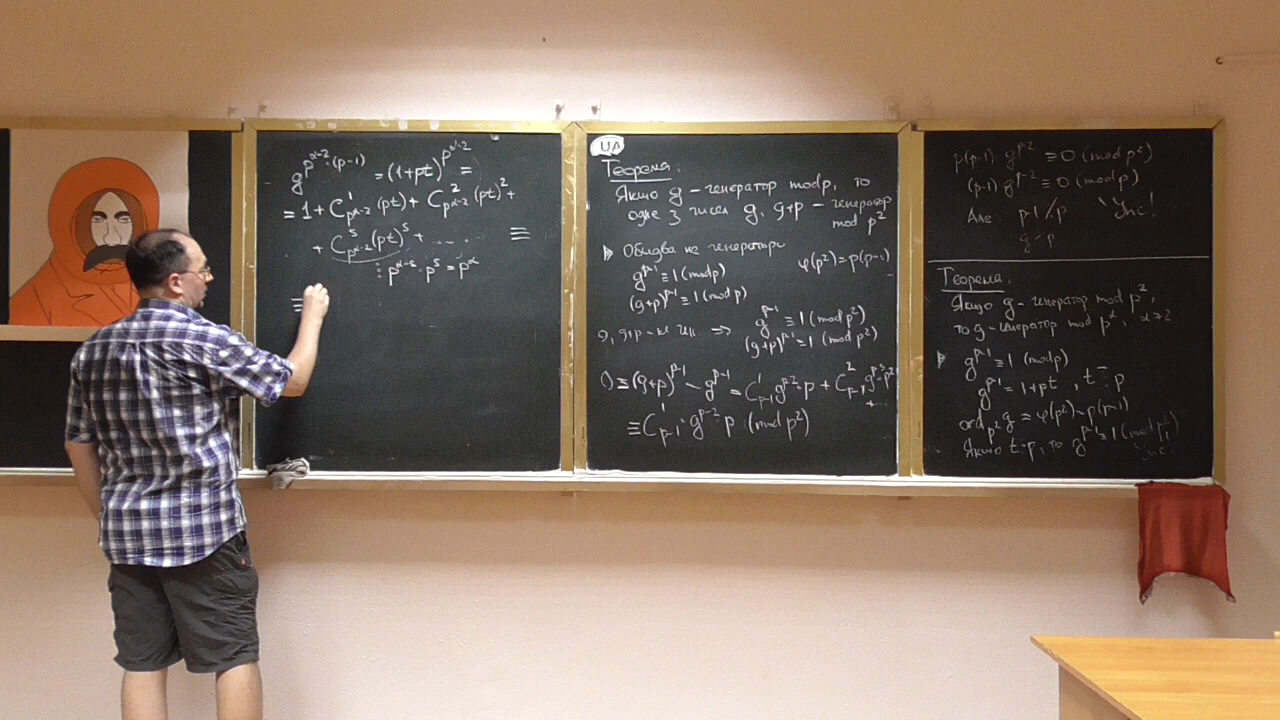 g^{p^{α-2}·(p-1)} = (1+pt)^{p^{α-2}} =
= 1 + C^1_{p^{α-2}} (pt) + C^2_{p^{α-2}} (pt)^2 +
+ C^s_{p^{α-2}} (pt)^s + ...... ≡
⋮ p^{α-s} · p^s = p^α
≡
UA
Теорема.
Якщо g - генератор mod p, то
одне з чисел g, g+p - генератор
mod p^2
Обидва не генератори
g^{p-1} ≡ 1 (mod p)
φ(p^2) = p(p-1)
(g+p)^{p-1} ≡ 1 (mod p)
g, g+p - не ген ⇒ g^{p-1} ≡ 1 (mod p^2)
(g+p)^{p-1} ≡ 1 (mod p^2)
0 ≡ (g+p)^{p-1} - g^{p-1} = C^1_{p-1} g^{p-2} p + C^2_{p-1} g^{p-3} p^2
+...
≡ C^1_{p-1} · g^{p-2} p (mod p^2)
p(p-1) g^{p-2} ≡ 0 (mod p^2)
(p-1) g^{p-2} ≡ 0 (mod p)
Але p-1 ⋮̸ p Упс!
Теорема.
Якщо g - генератор mod p^2,
то g - генератор mod p^α, α≥2
g^{p-1} ≡ 1 (mod p)
g^{p-1} = 1+pt, t ⋮̸ p
ord_{p^2} g = φ(p^2) = p(p-1)
Якщо t ⋮ p, то g^{p-1} ≡ 1 (mod p^2)
Упс!